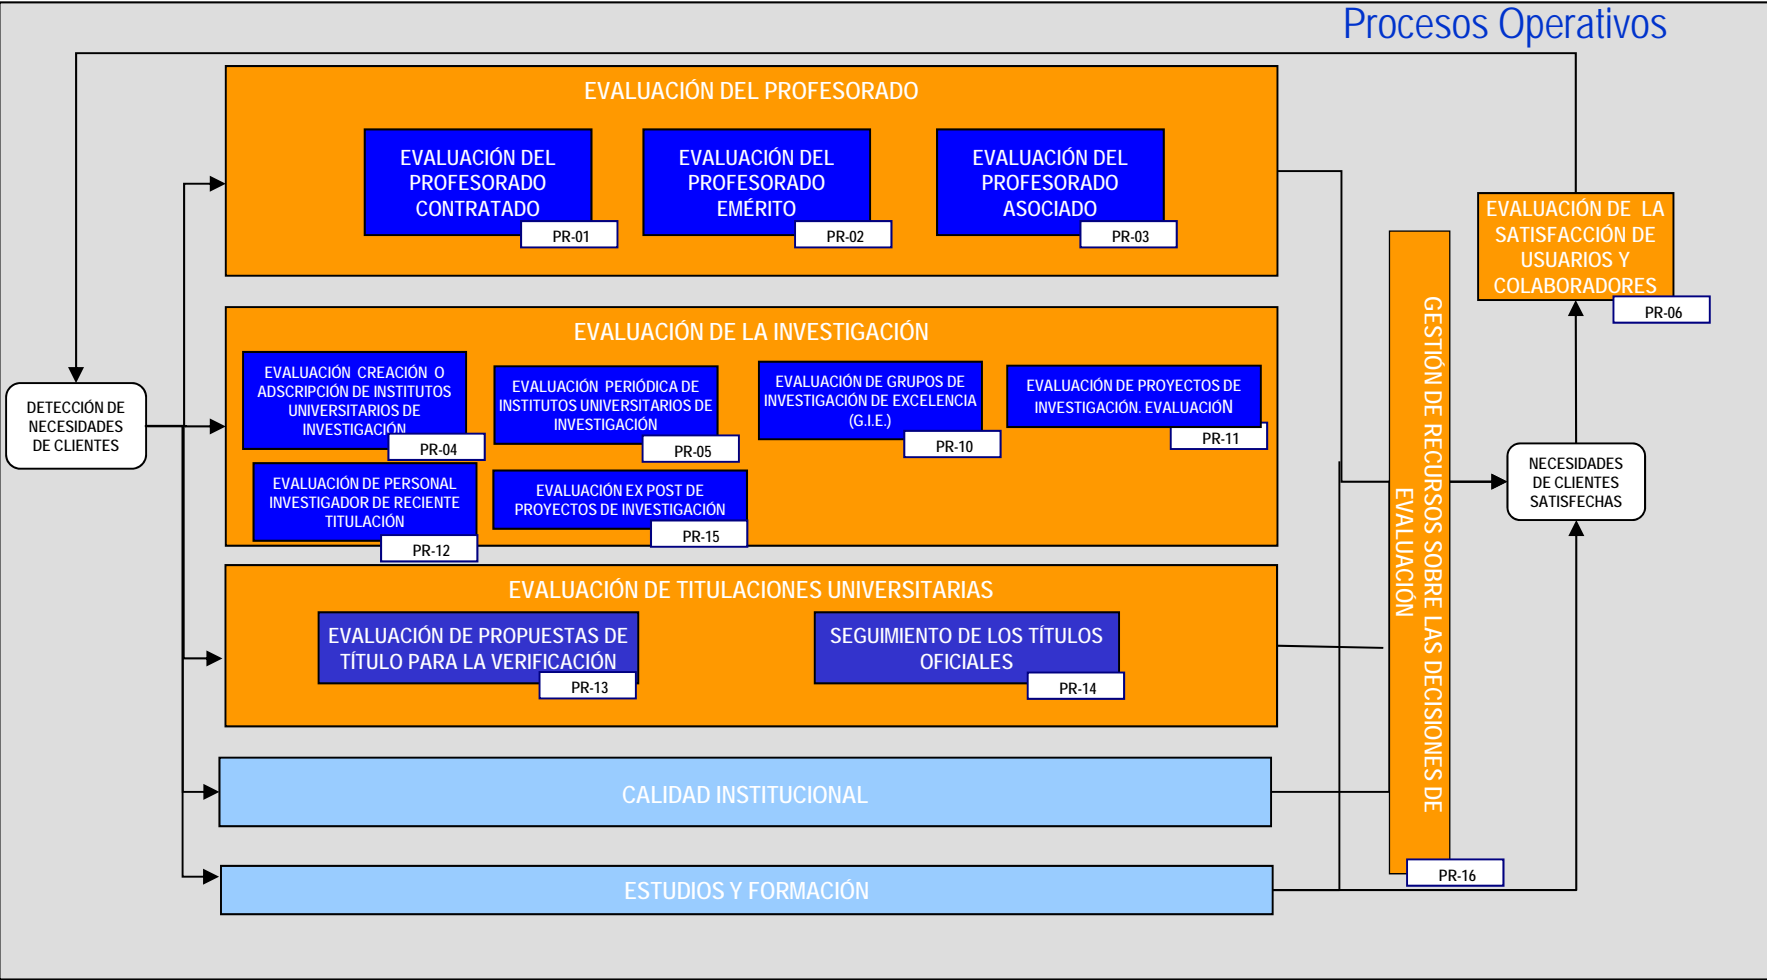 Procesos Operativos
EVALUACIÓN DEL PROFESORADO
EVALUACIÓN DEL
PROFESORADO
CONTRATADO
PR-01
EVALUACIÓN DEL
PROFESORADO
EMÉRITO
PR-02
EVALUACIÓN DEL
PROFESORADO
ASOCIADO
PR-03
EVALUACIÓN DE LA
SATISFACCIÓN DE
USUARIOS Y
COLABORADORES
PR-06
EVALUACIÓN DE LA INVESTIGACIÓN
EVALUACIÓN CREACIÓN O
ADSCRIPCIÓN DE INSTITUTOS
UNIVERSITARIOS DE
INVESTIGACIÓN
PR-04
EVALUACIÓN PERIÓDICA DE
INSTITUTOS UNIVERSITARIOS DE
INVESTIGACIÓN
PR-05
EVALUACIÓN DE GRUPOS DE
INVESTIGACIÓN DE EXCELENCIA
(G.I.E.)
PR-10
EVALUACIÓN DE PROYECTOS DE
INVESTIGACIÓN. EVALUACIÓN
PR-11
DETECCIÓN DE
NECESIDADES
DE CLIENTES
EVALUACIÓN DE PERSONAL
INVESTIGADOR DE RECIENTE
TITULACIÓN
PR-12
EVALUACIÓN EX POST DE
PROYECTOS DE INVESTIGACIÓN
PR-15
GESTIÓN DE RECURSOS SOBRE LAS DECISIONES DE
EVALUACIÓN
PR-16
NECESIDADES
DE CLIENTES
SATISFECHAS
EVALUACIÓN DE TITULACIONES UNIVERSITARIAS
EVALUACIÓN DE PROPUESTAS DE
TÍTULO PARA LA VERIFICACIÓN
PR-13
SEGUIMIENTO DE LOS TÍTULOS
OFICIALES
PR-14
CALIDAD INSTITUCIONAL
ESTUDIOS Y FORMACIÓN